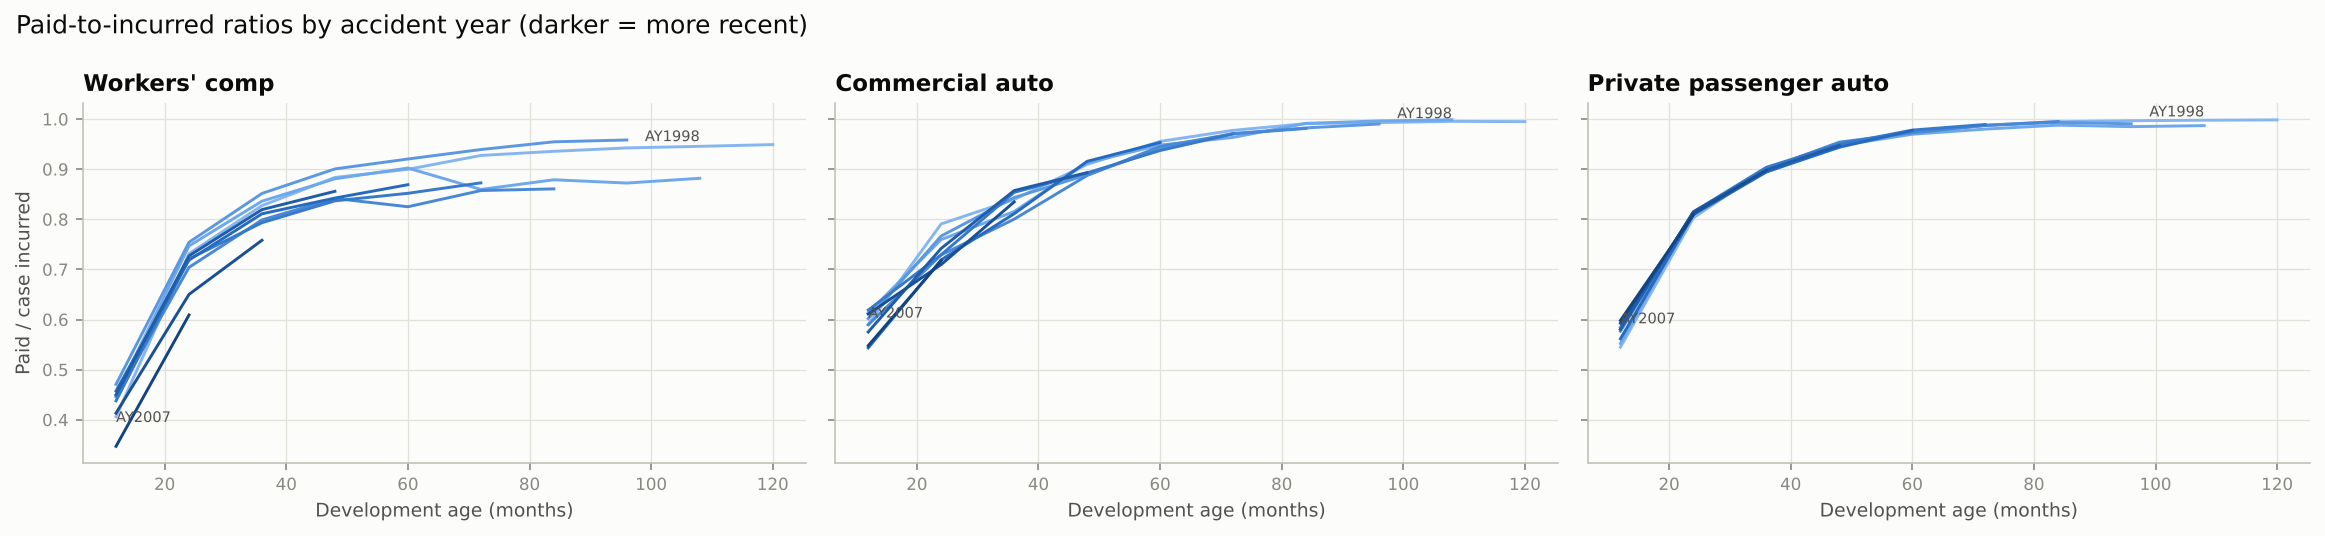 Paid-to-incurred ratios by accident year (darker = more recent)
Workers' comp
Commercial auto
Private passenger auto
Paid / case incurred
1.0
0.9
0.8
0.7
0.6
0.5
0.4
AY1998
AY2007
20 40 60 80 100 120
Development age (months)
AY1998
AY2007
20 40 60 80 100 120
Development age (months)
AY1998
AY2007
20 40 60 80 100 120
Development age (months)